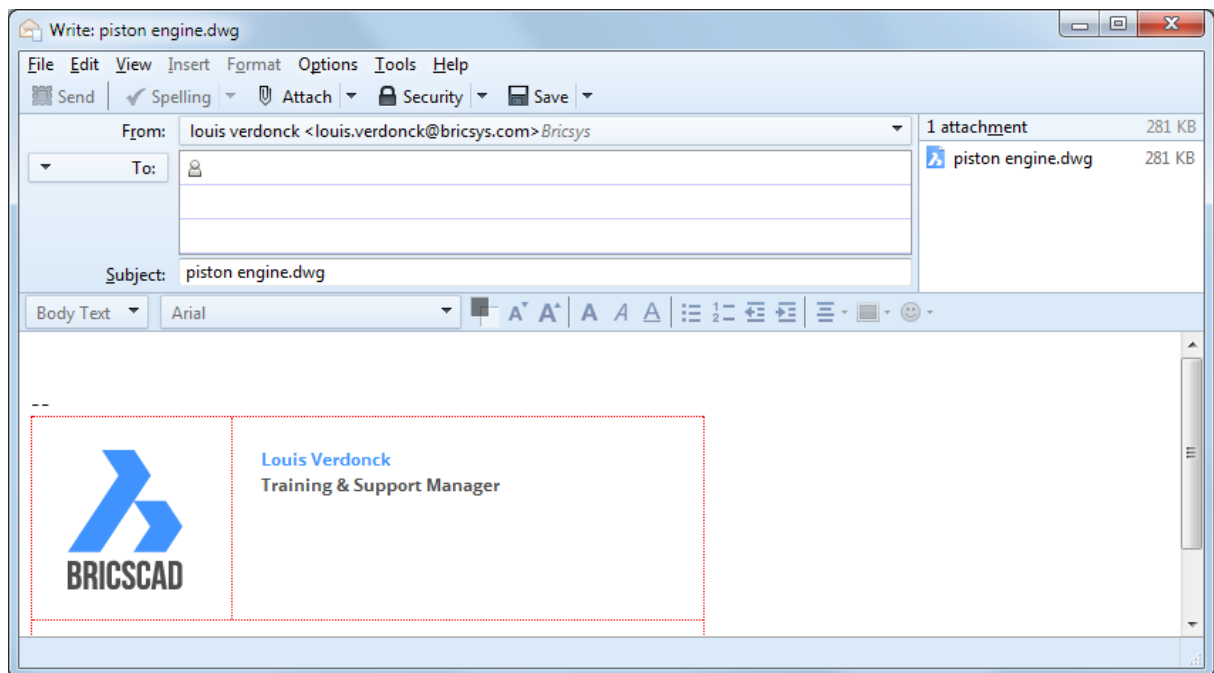 Write: piston engine.dwg
File Edit View Insert Format Options Tools Help
Send Spelling Attach Security Save
From: louis verdonck <louis.verdonck@bricsys.com> Bricsys
1 attachment 281 KB
To:
piston engine.dwg 281 KB
Subject: piston engine.dwg
Body Text Arial
--
Louis Verdonck
Training & Support Manager
BRICSCAD